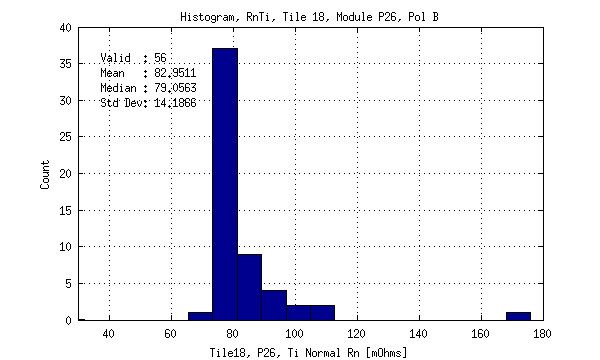 Histogram, RnTi, Tile 18, Module P26, Pol B
40
35
30
25
20
15
10
5
0
Count
Valid : 56
Mean : 82.9511
Median : 79.0563
Std Dev: 14.1866
40 60 80 100 120 140 160 180
Tile18, P26, Ti Normal Rn [mOhms]